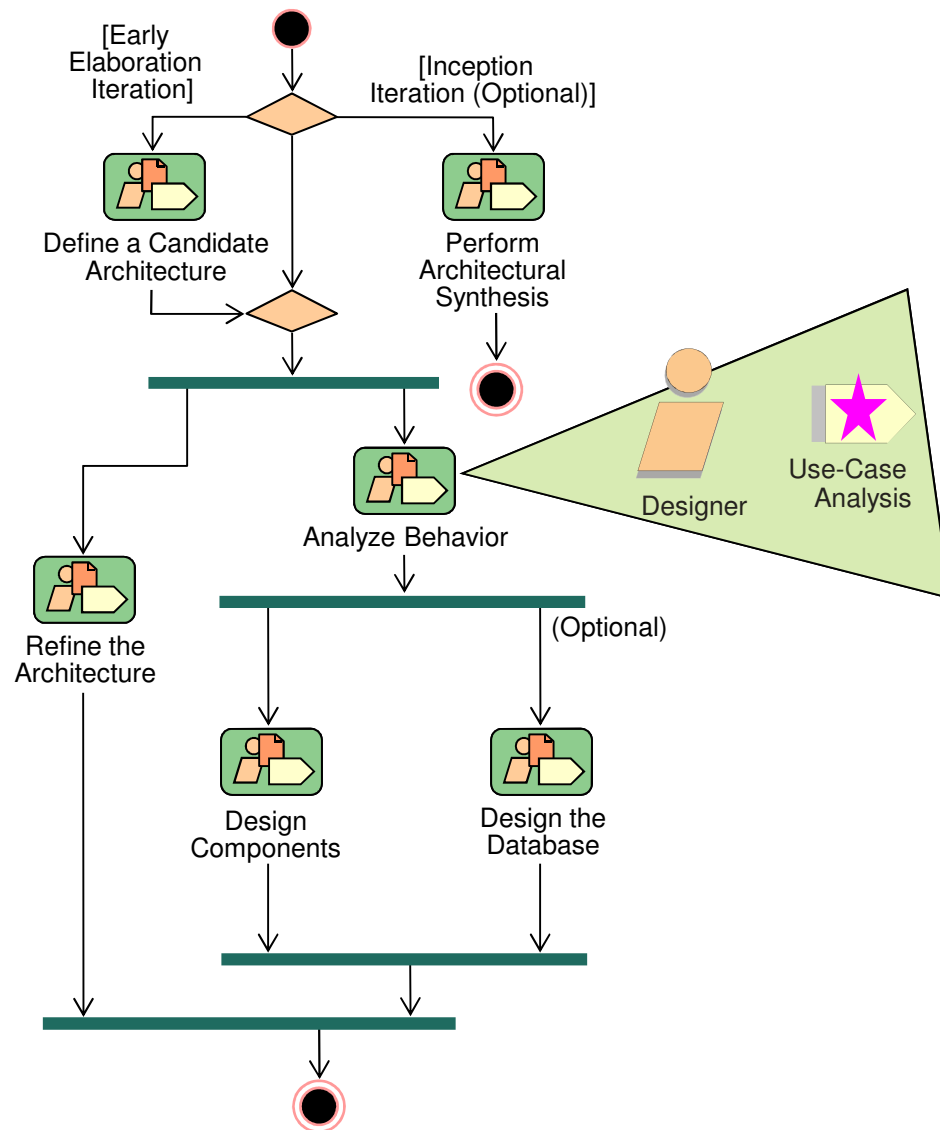 [Early
Elaboration
Iteration]
[Inception
Iteration (Optional)]
Define a Candidate
Architecture
Perform
Architectural
Synthesis
Designer
Use-Case
Analysis
Analyze Behavior
(Optional)
Refine the
Architecture
Design
Components
Design the
Database